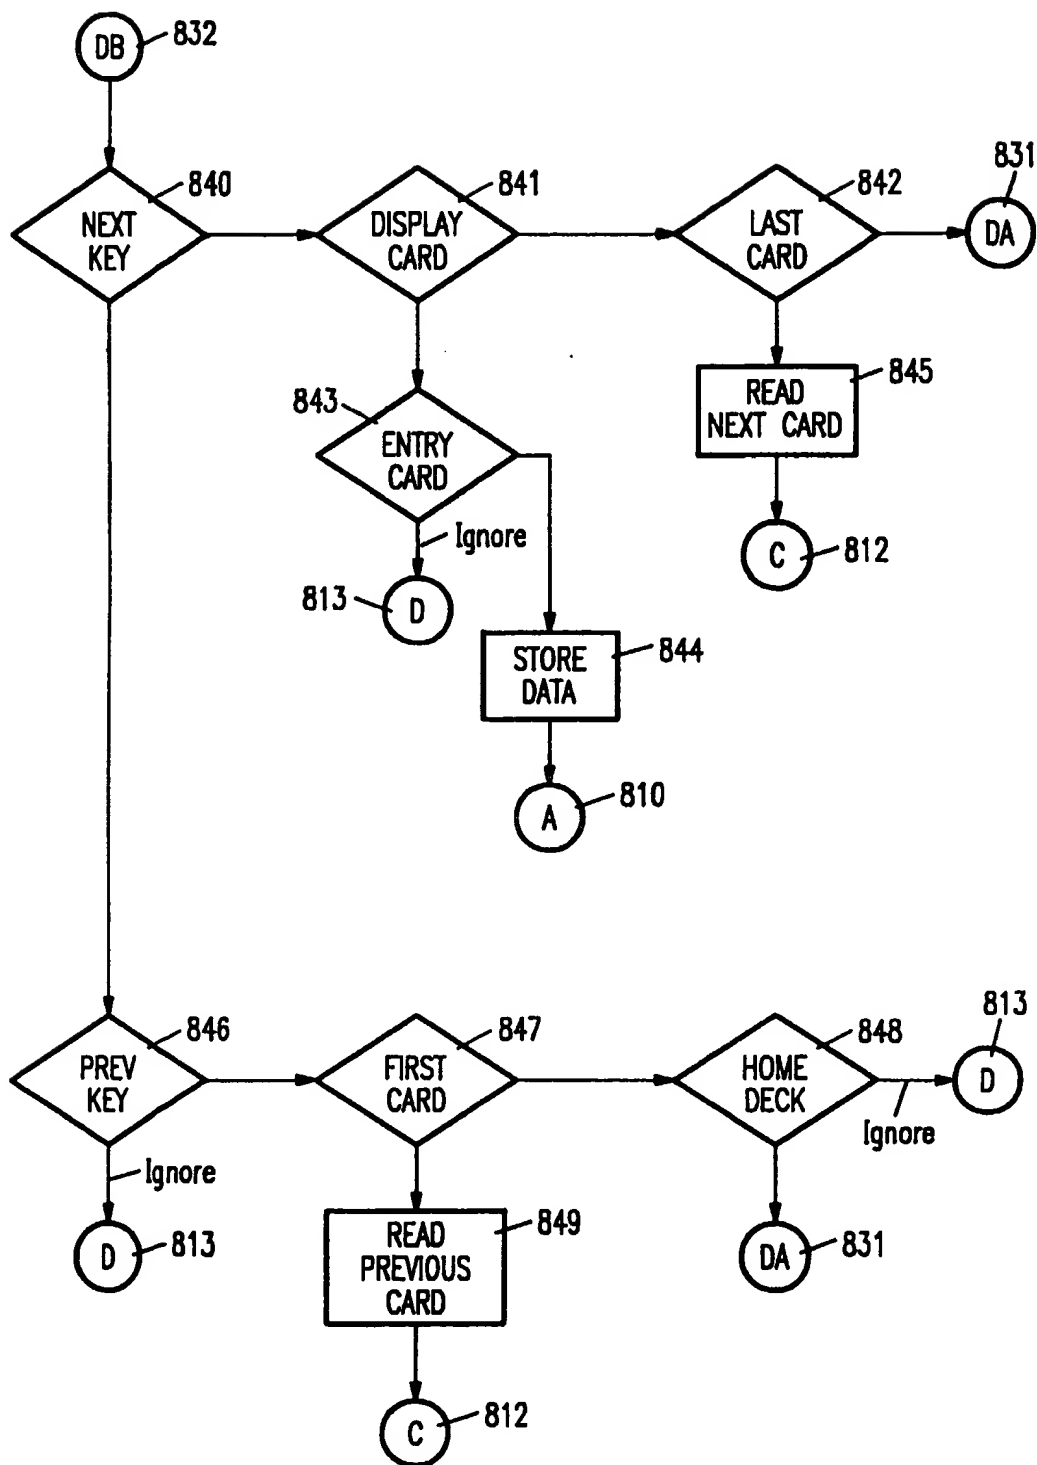 DB
832
NEXT
KEY
840
DISPLAY
CARD
841
LAST
CARD
842
831
DA
843
ENTRY
CARD
Ignore
813
D
READ
NEXT CARD
845
C
812
STORE
DATA
844
A
810
PREV
KEY
846
FIRST
CARD
847
HOME
DECK
848
813
D
Ignore
Ignore
D
813
READ
PREVIOUS
CARD
849
DA
831
C
812